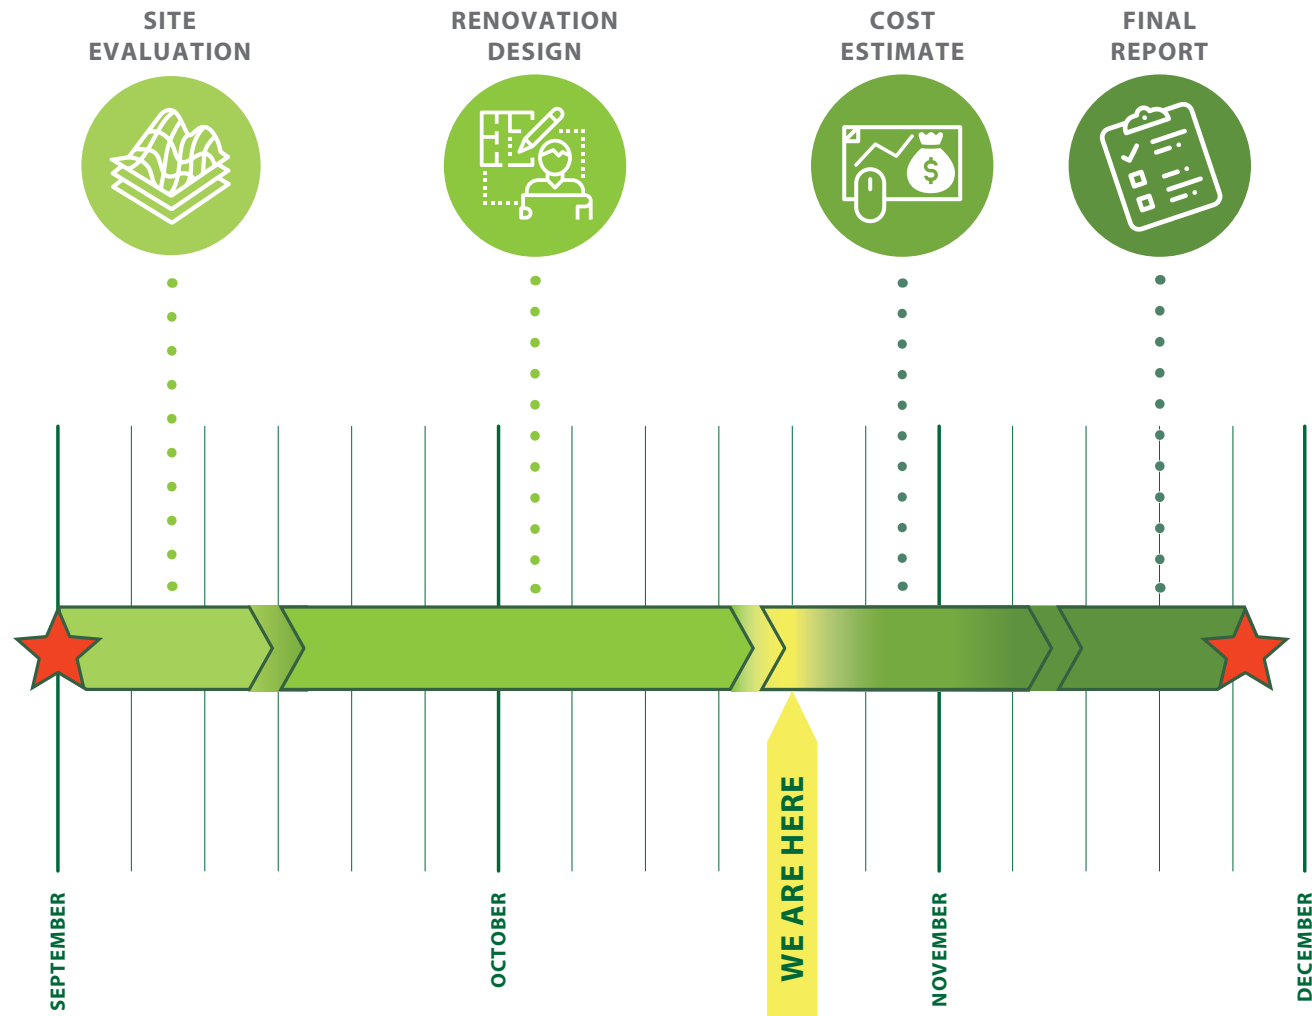 SITE
EVALUATION
RENOVATION
DESIGN
COST
ESTIMATE
FINAL
REPORT
$
SEPTEMBER
OCTOBER
WE ARE HERE
NOVEMBER
DECEMBER